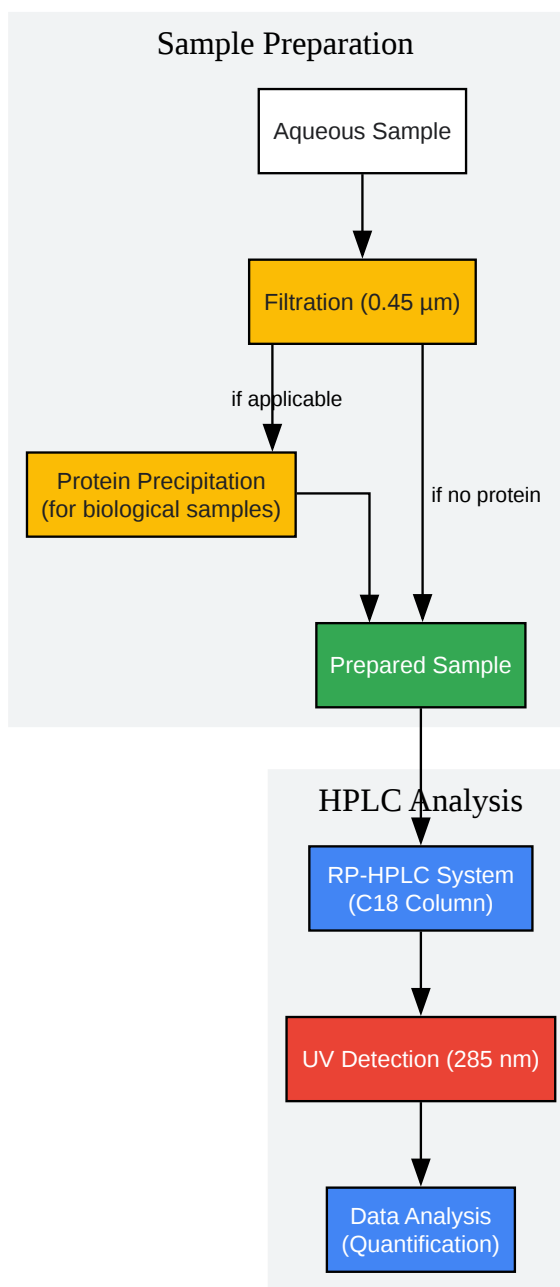 Sample Preparation
Aqueous Sample
Filtration (0.45 µm)
if applicable
Protein Precipitation
(for biological samples)
if no protein
Prepared Sample
HPLC Analysis
RP-HPLC System
(C18 Column)
UV Detection (285 nm)
Data Analysis
(Quantification)